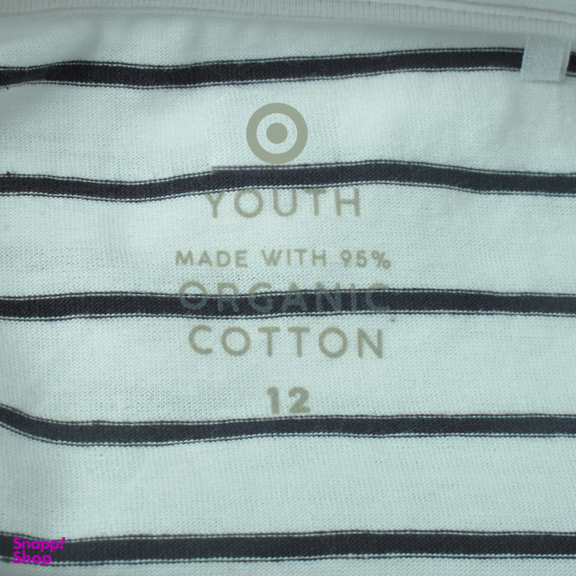 YOUTH
MADE WITH 95%
ORGANIC
COTTON
12
Snapp!
Shop